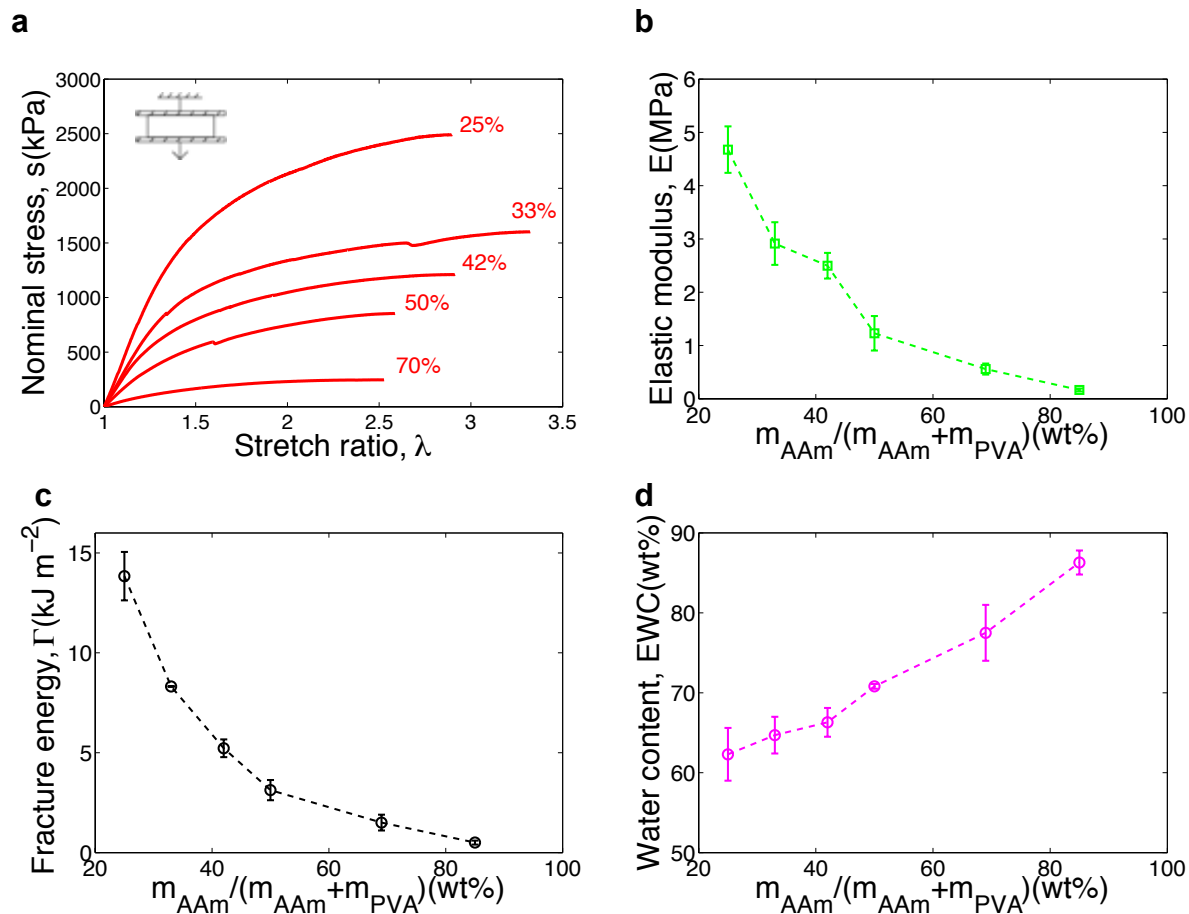 a
3000
2500
2000
1500
1000
500
0
Nominal stress, s(kPa)
25%
33%
42%
50%
70%
1 1.5 2 2.5 3 3.5
Stretch ratio, λ
b
6
5
4
3
2
1
0
Elastic modulus, E(MPa)
20 40 60 80 100
m_AAm/(m_AAm+m_PVA)(wt%)
c
15
10
5
0
Fracture energy, Γ(kJ m⁻²)
20 40 60 80 100
m_AAm/(m_AAm+m_PVA)(wt%)
d
90
80
70
60
50
Water content, EWC(wt%)
20 40 60 80 100
m_AAm/(m_AAm+m_PVA)(wt%)